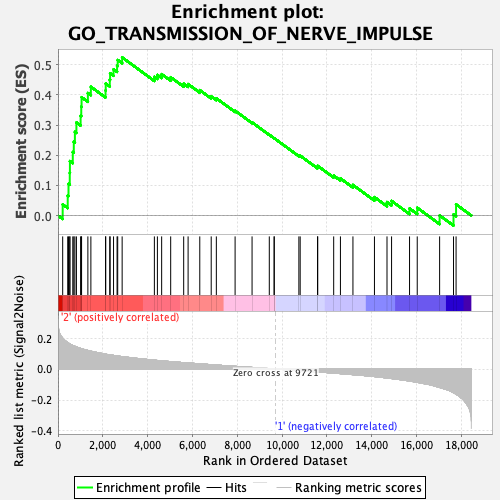 Enrichment plot:
GO_TRANSMISSION_OF_NERVE_IMPULSE
Enrichment score (ES)
0.5
0.4
0.3
0.2
0.1
0.0
'2' (positively correlated)
Ranked list metric (Signal2Noise)
0.2
0.0
-0.2
-0.4
Zero cross at 9721
'1' (negatively correlated)
0 2,000 4,000 6,000 8,000 10,000 12,000 14,000 16,000 18,000
Rank in Ordered Dataset
Enrichment profile Hits Ranking metric scores